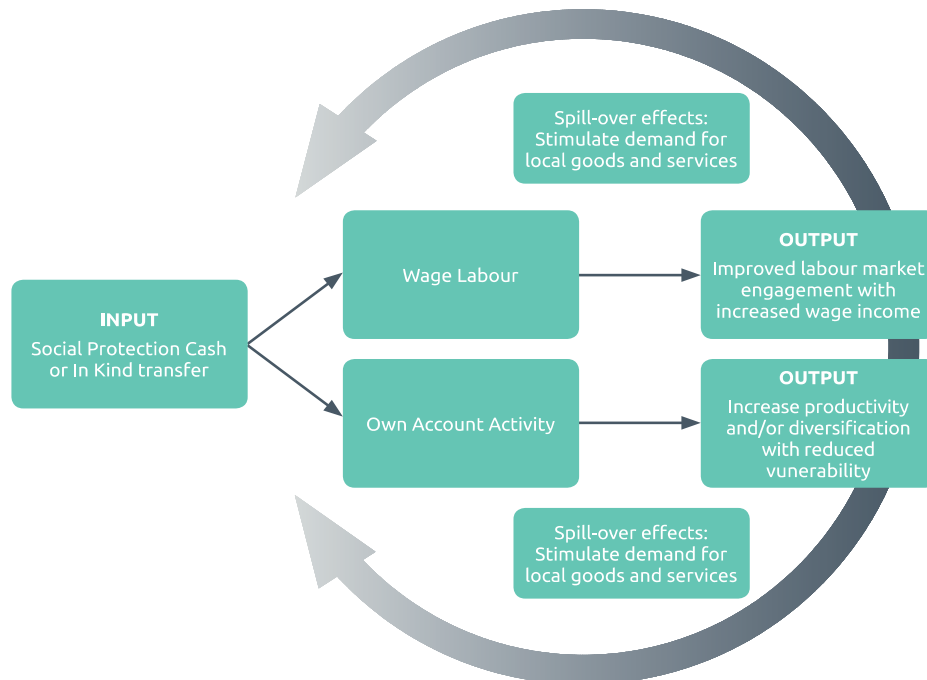 Spill-over effects:
Stimulate demand for
local goods and services
INPUT
Social Protection Cash
or In Kind transfer
Wage Labour
OUTPUT
Improved labour market
engagement with
increased wage income
Own Account Activity
OUTPUT
Increase productivity
and/or diversification
with reduced
vunerability
Spill-over effects:
Stimulate demand for
local goods and services